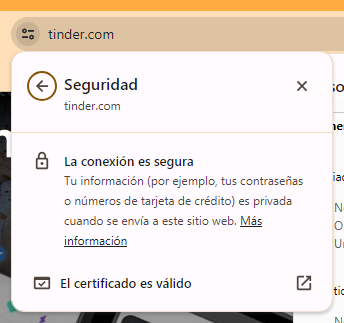 tinder.com
Seguridad
tinder.com
La conexión es segura
Tu información (por ejemplo, tus contraseñas
o números de tarjeta de crédito) es privada
cuando se envía a este sitio web. Más
información
El certificado es válido